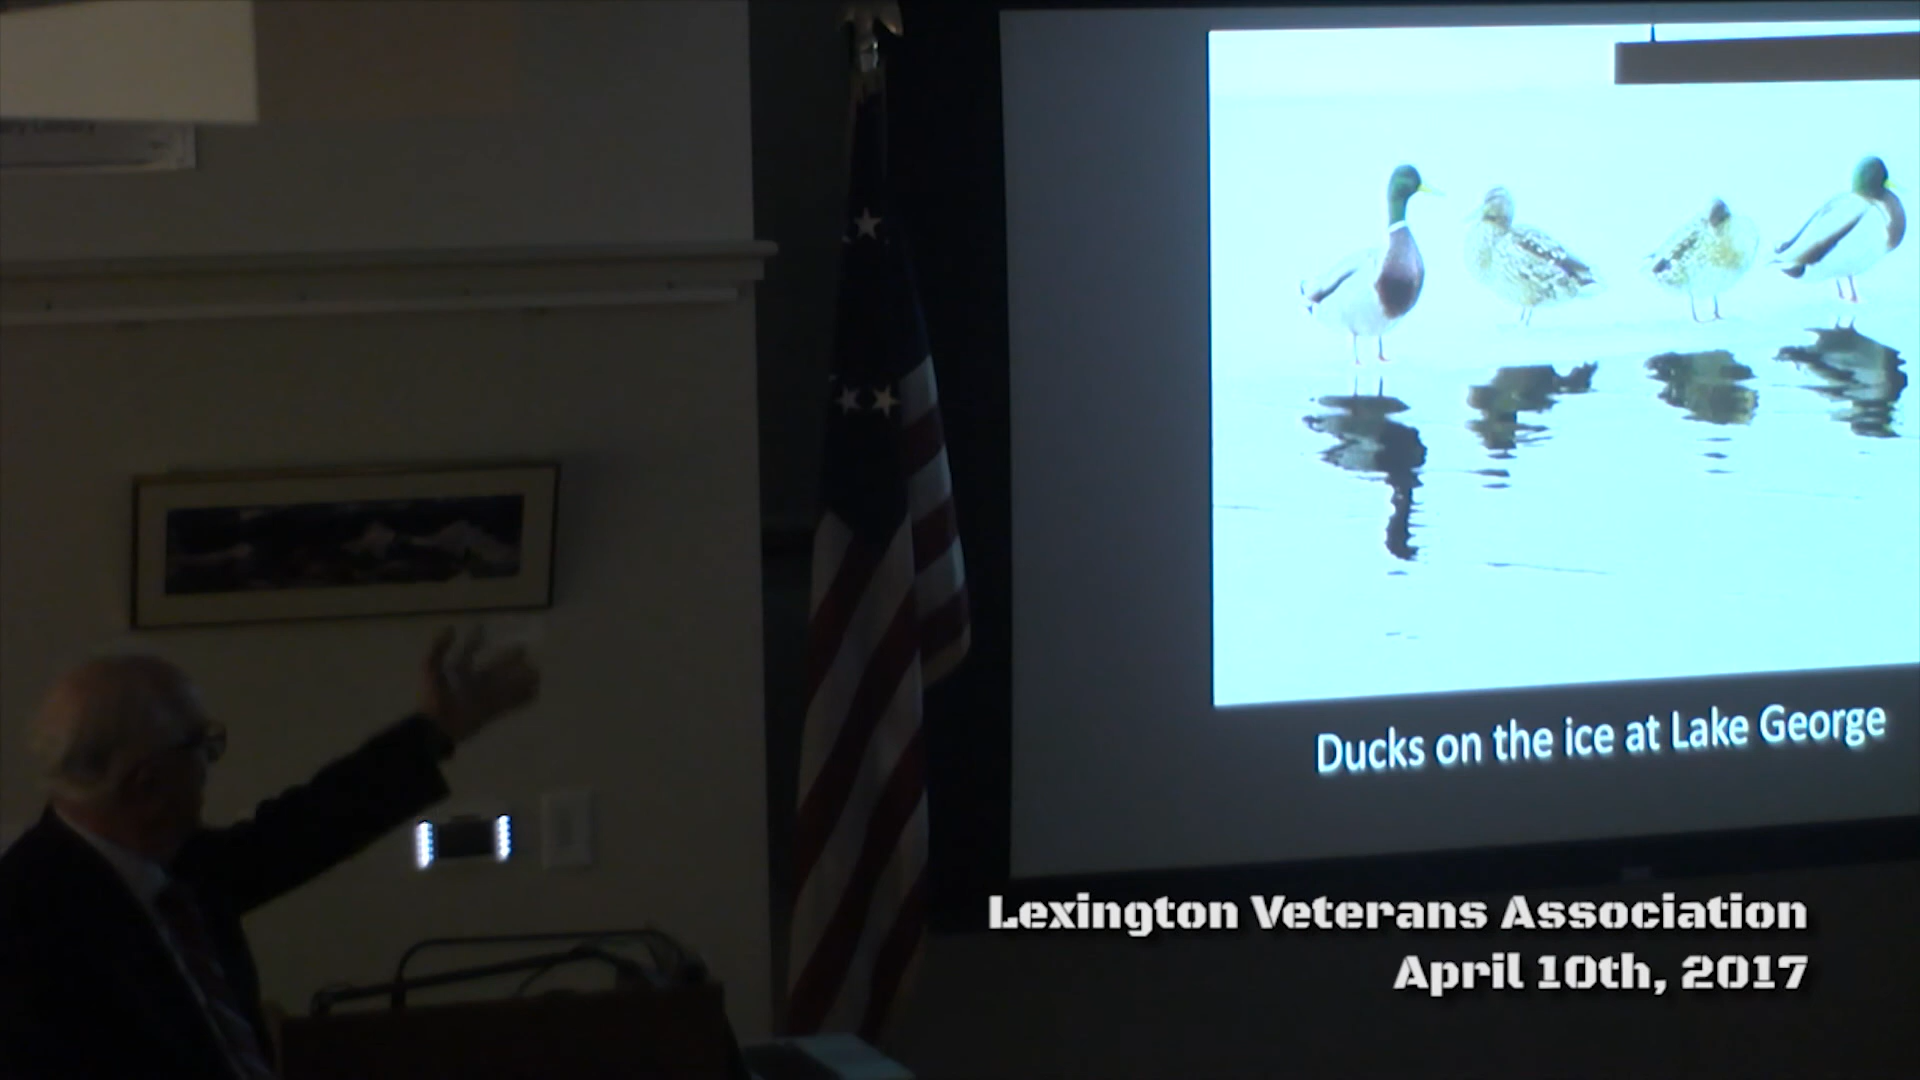 Ducks on the ice at Lake George
Lexington Veterans Association
April 10th, 2017